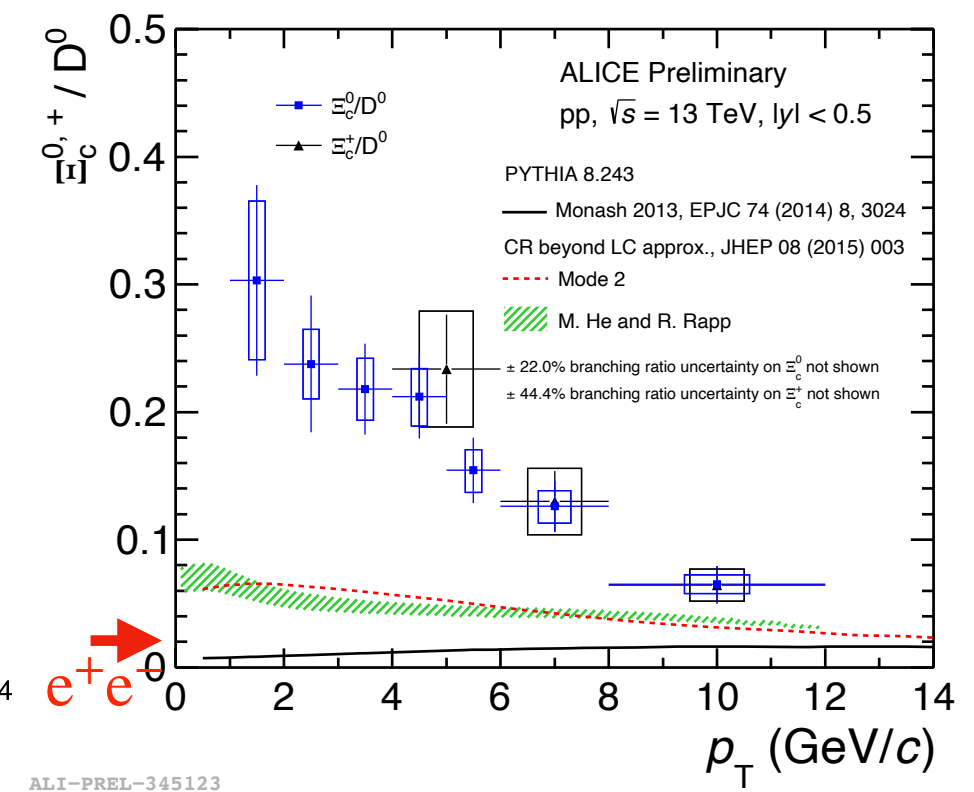 Ξc0,+ / D0
0.5
0.4
0.3
0.2
0.1
0
Ξc0/D0
Ξc+/D0
ALICE Preliminary
pp, √s = 13 TeV, |y| < 0.5
PYTHIA 8.243
Monash 2013, EPJC 74 (2014) 8, 3024
CR beyond LC approx., JHEP 08 (2015) 003
Mode 2
M. He and R. Rapp
± 22.0% branching ratio uncertainty on Ξc0 not shown
± 44.4% branching ratio uncertainty on Ξc+ not shown
e+e−
4
0 2 4 6 8 10 12 14
pT (GeV/c)
ALI-PREL-345123